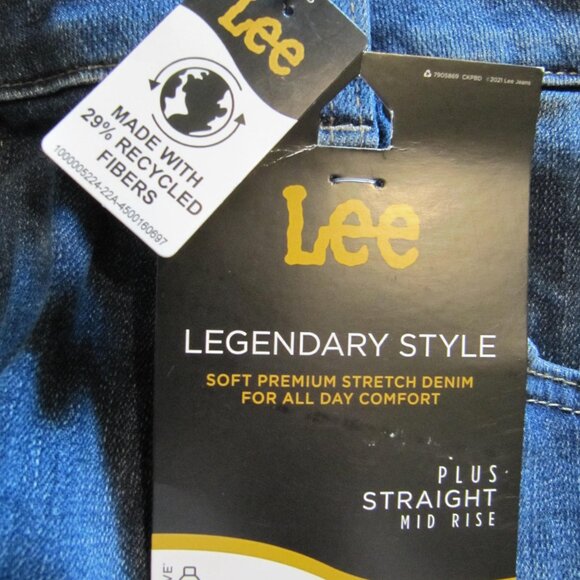 Lee
MADE WITH
29% RECYCLED
FIBERS
1000005224-22A-4500160697
7905869 CKPBD ©2021 Lee Jeans
Lee
LEGENDARY STYLE
SOFT PREMIUM STRETCH DENIM
FOR ALL DAY COMFORT
PLUS
STRAIGHT
MID RISE